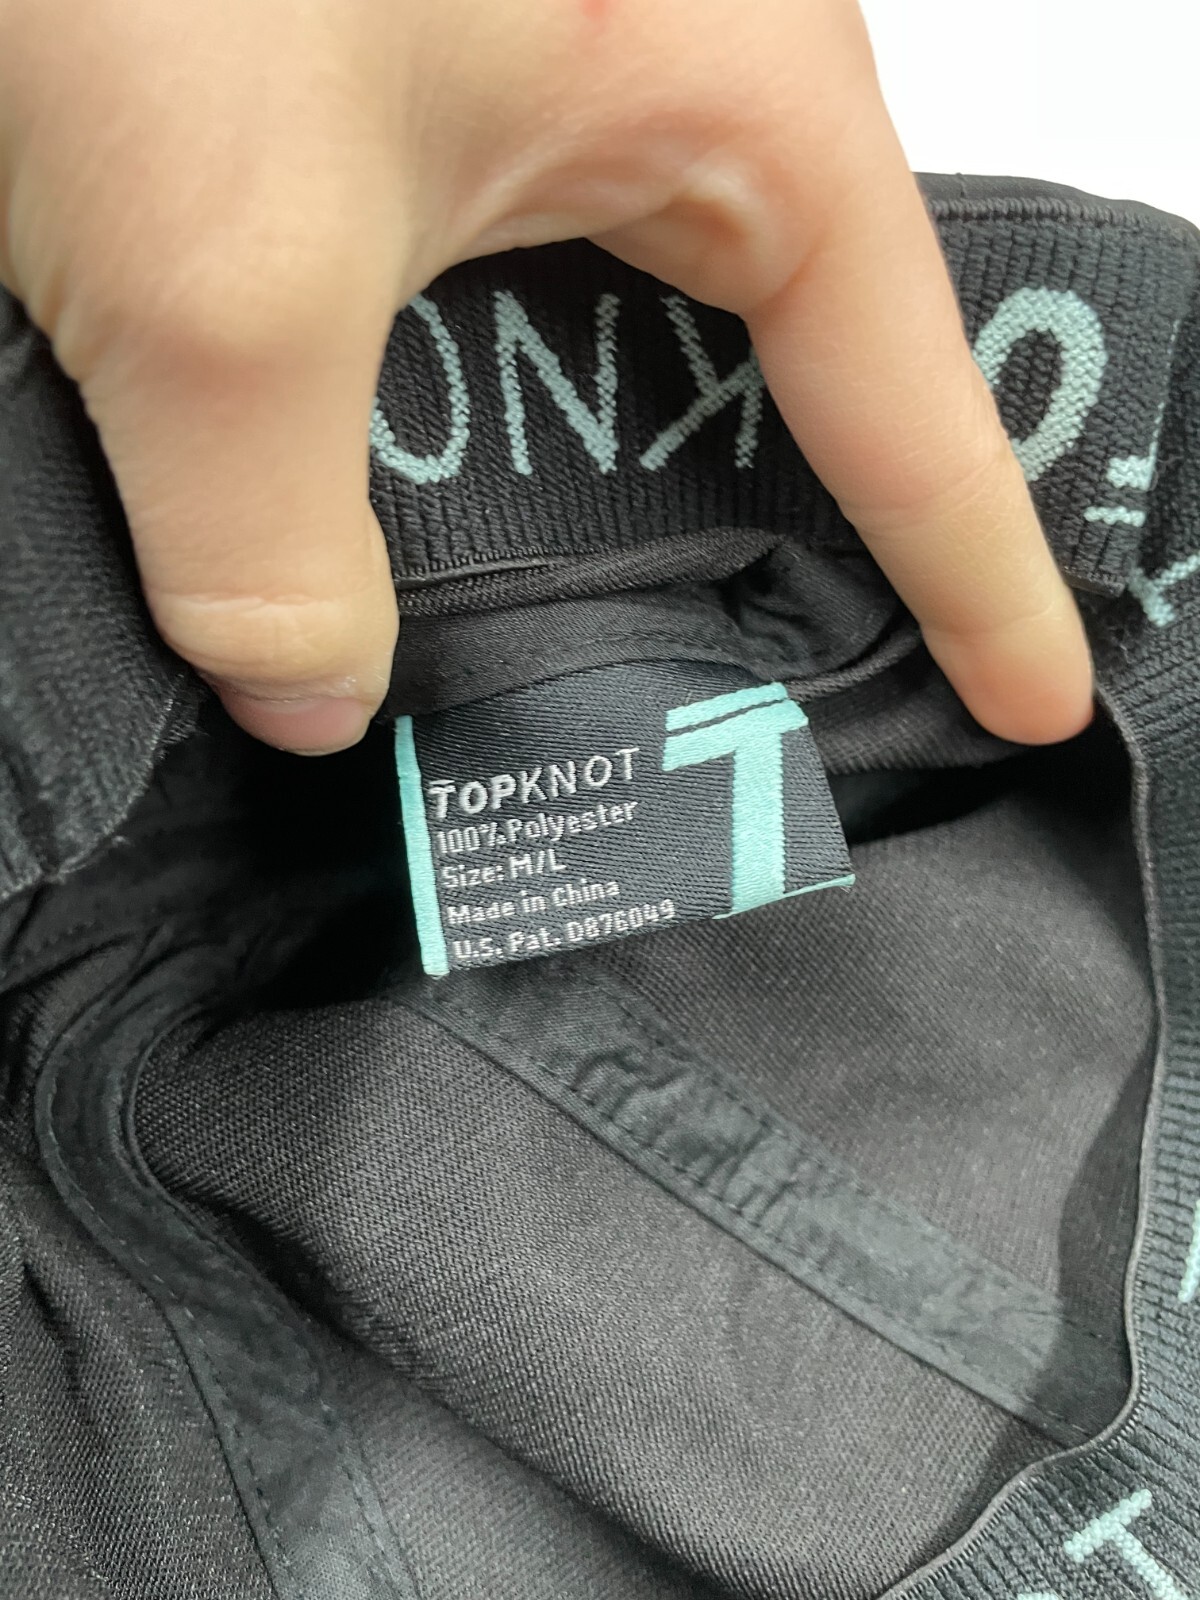 TOPKNOT
100% Polyester
Size: M/L
Made in China
U.S. Pat. D876049